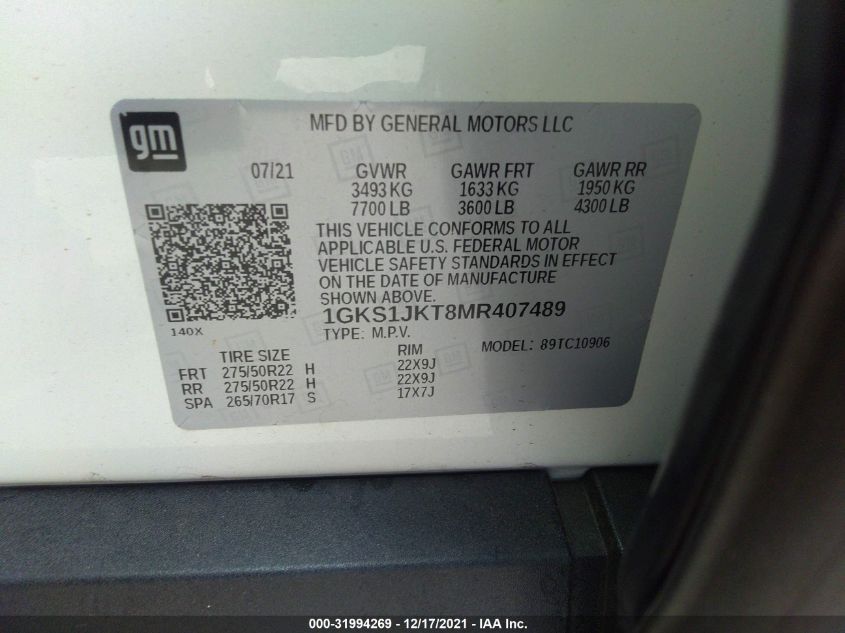 gm
MFD BY GENERAL MOTORS LLC
07/21 GVWR GAWR FRT GAWR RR
3493 KG 1633 KG 1950 KG
7700 LB 3600 LB 4300 LB
THIS VEHICLE CONFORMS TO ALL
APPLICABLE U.S. FEDERAL MOTOR
VEHICLE SAFETY STANDARDS IN EFFECT
ON THE DATE OF MANUFACTURE
SHOWN ABOVE.
1GKS1JKT8MR407489
140X
TYPE: M.P.V. MODEL: 89TC10906
TIRE SIZE RIM
FRT 275/50R22 H 22X9J
RR 275/50R22 H 22X9J
SPA 265/70R17 S 17X7J
000-31994269 - 12/17/2021 - IAA Inc.